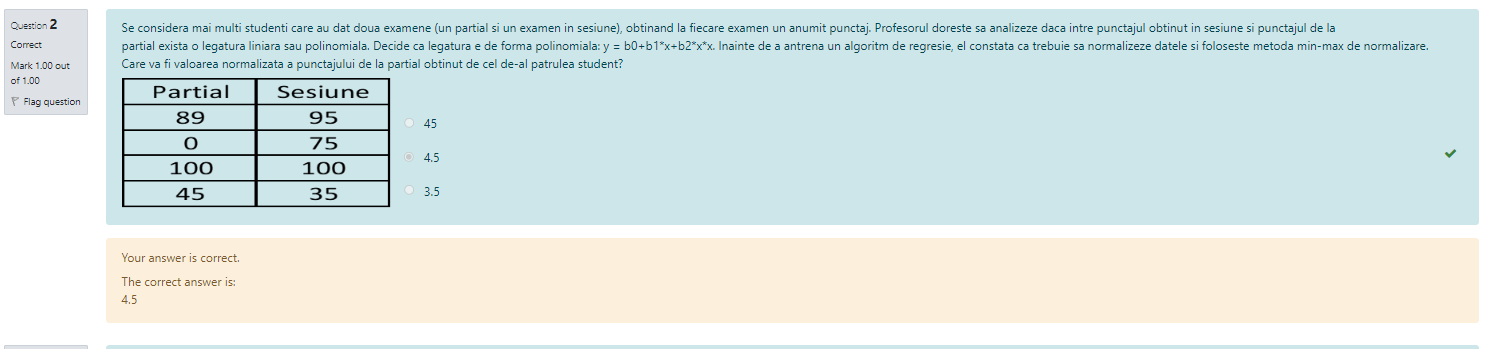 Question 2
Correct
Mark 1.00 out
of 1.00
Flag question
Se considera mai multi studenti care au dat doua examene (un partial si un examen in sesiune), obtinand la fiecare examen un anumit punctaj. Profesorul doreste sa analizeze daca intre punctajul obtinut in sesiune si punctajul de la
partial exista o legatura liniara sau polinomiala. Decide ca legatura e de forma polinomiala: y = b0+b1*x+b2*x*x. Inainte de a antrena un algoritm de regresie, el constata ca trebuie sa normalizeze datele si foloseste metoda min-max de normalizare.
Care va fi valoarea normalizata a punctajului de la partial obtinut de cel de-al patrulea student?
Partial Sesiune
89 95
0 75
100 100
45 35
45
4.5
3.5
Your answer is correct.
The correct answer is:
4.5